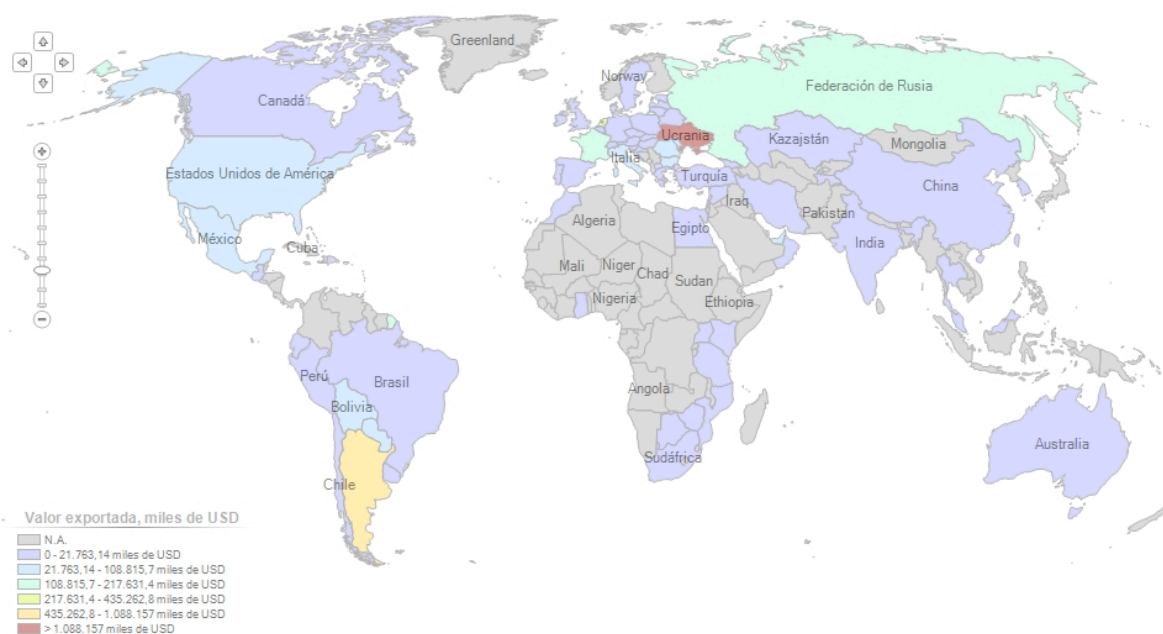 Greenland
Norway
Canadá
Federación de Rusia
Ucrania
Kazajstán
Mongolia
Italia
Estados Unidos de América
Turquía
China
Iraq
Pakistán
Algeria
Egipto
México
Cuba
India
Mali
Niger
Chad
Sudan
Nigeria
Ethiopia
Perú
Brasil
Angola
Bolivia
Australia
Sudáfrica
Chile
Valor exportada, miles de USD
N.A.
0 - 21.763,14 miles de USD
21.763,14 - 108.815,7 miles de USD
108.815,7 - 217.631,4 miles de USD
217.631,4 - 435.262,8 miles de USD
435.262,8 - 1.088.157 miles de USD
> 1.088.157 miles de USD